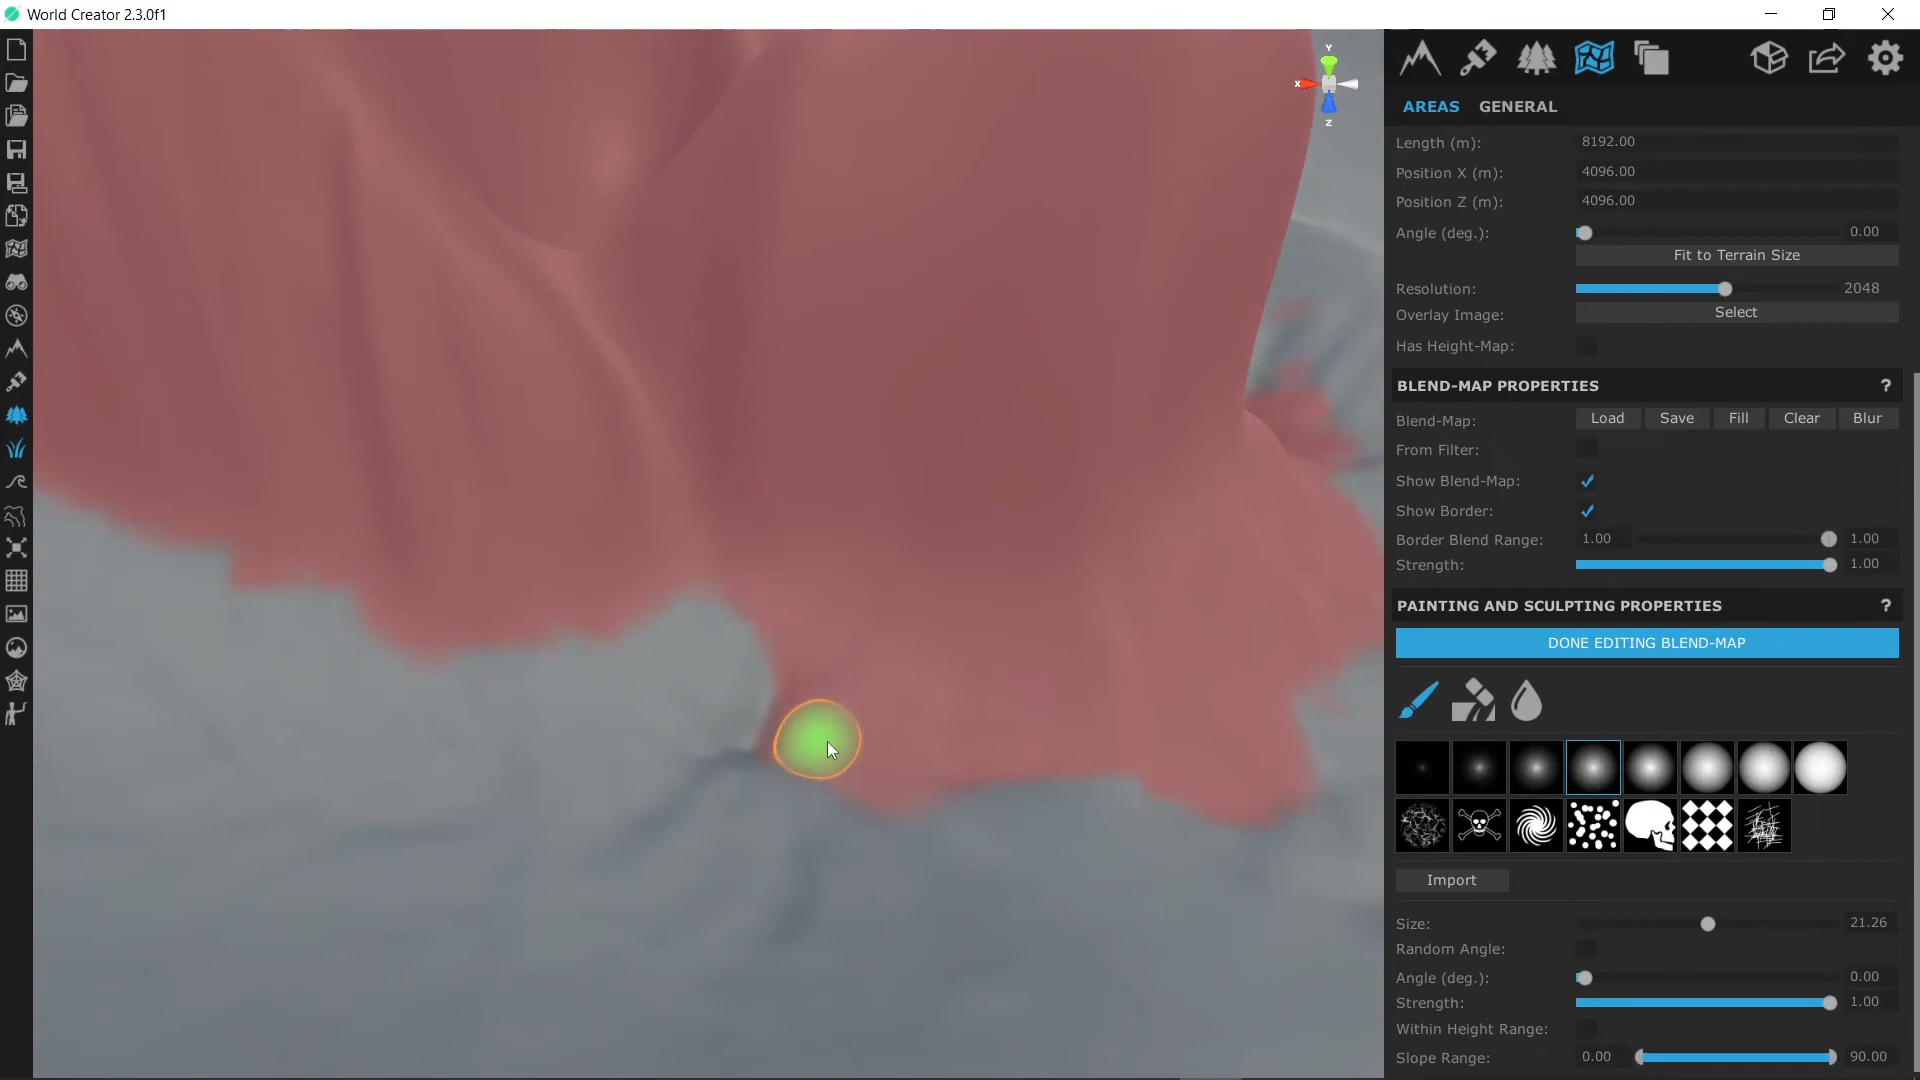 World Creator 2.3.0f1
Y
X
Z
AREAS GENERAL
Length (m): 8192.00
Position X (m): 4096.00
Position Z (m): 4096.00
Angle (deg.): 0.00
Fit to Terrain Size
Resolution: 2048
Overlay Image: Select
Has Height-Map:
BLEND-MAP PROPERTIES ?
Blend-Map: Load Save Fill Clear Blur
From Filter:
Show Blend-Map:
Show Border:
Border Blend Range: 1.00 1.00
Strength: 1.00
PAINTING AND SCULPTING PROPERTIES ?
DONE EDITING BLEND-MAP
Import
Size: 21.26
Random Angle:
Angle (deg.): 0.00
Strength: 1.00
Within Height Range:
Slope Range: 0.00 90.00